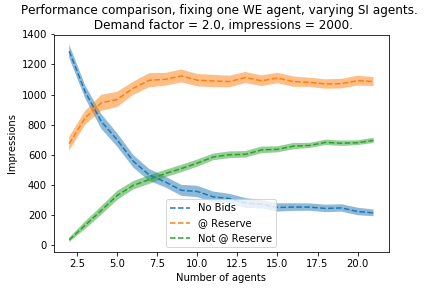 Performance comparison, fixing one WE agent, varying SI agents.
Demand factor = 2.0, impressions = 2000.
1400
1200
1000
800
600
400
200
0
Impressions
No Bids
@ Reserve
Not @ Reserve
2.5 5.0 7.5 10.0 12.5 15.0 17.5 20.0
Number of agents